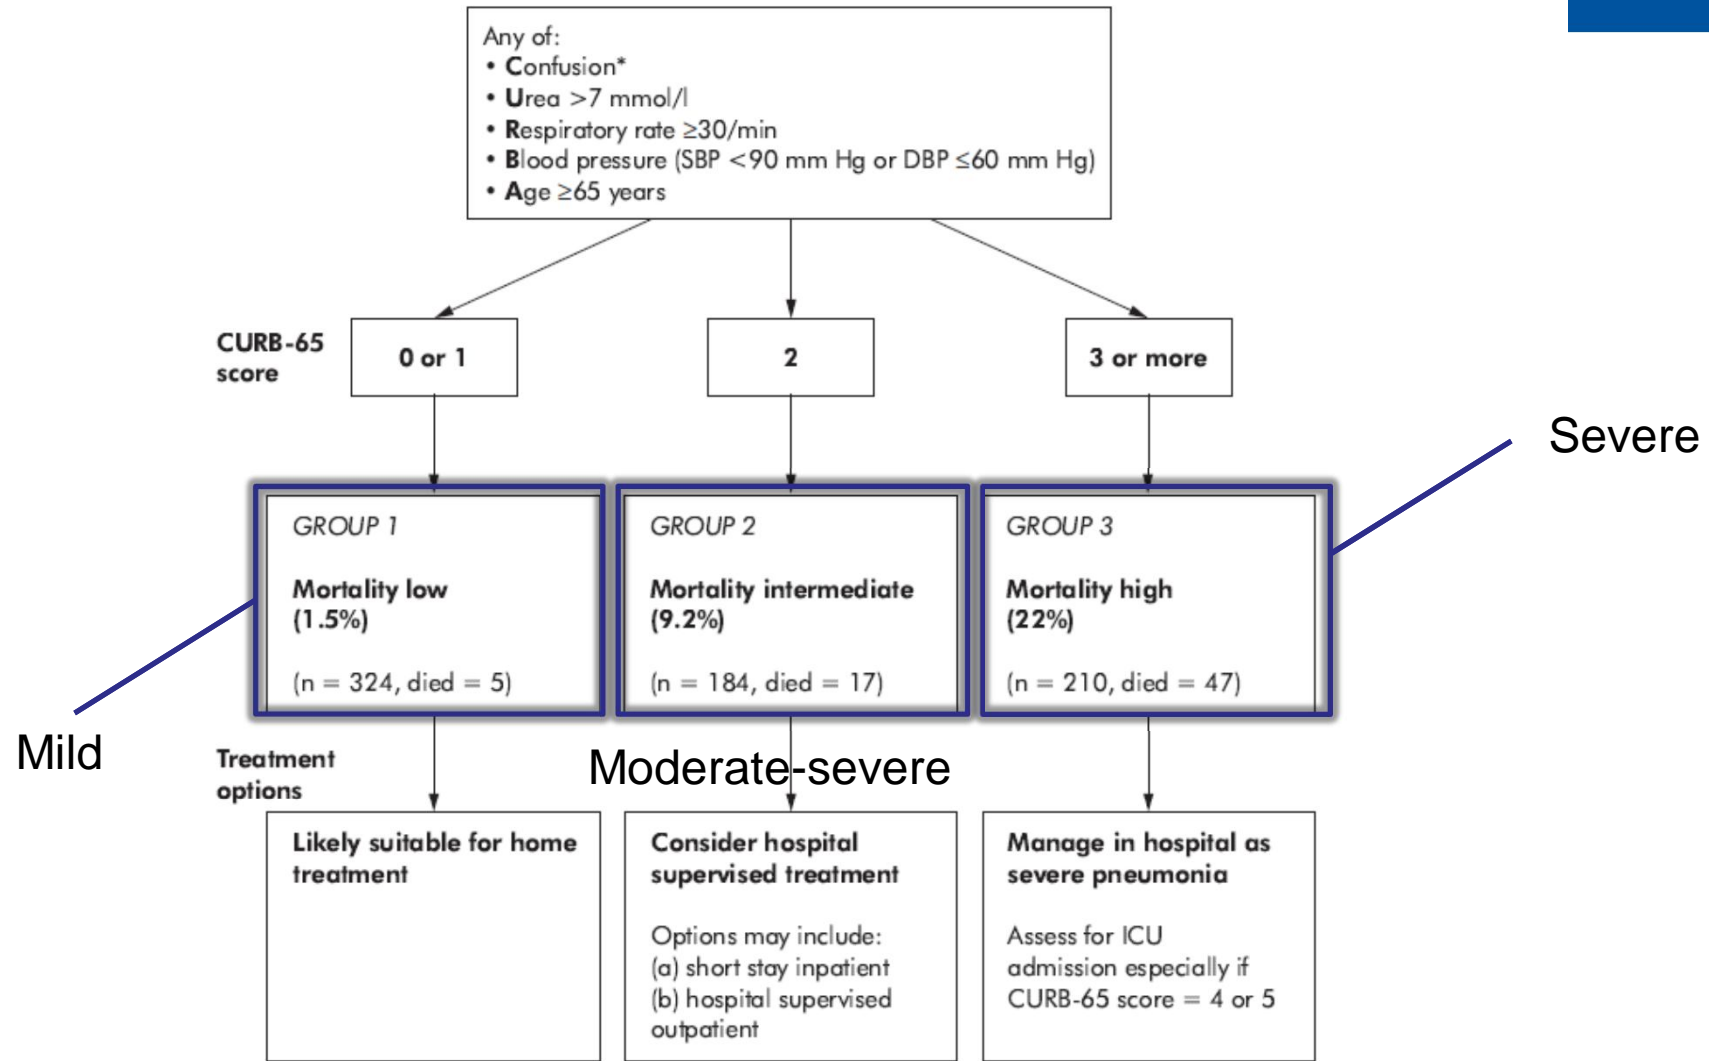 Any of:
• Confusion*
• Urea >7 mmol/l
• Respiratory rate ≥30/min
• Blood pressure (SBP <90 mm Hg or DBP ≤60 mm Hg)
• Age ≥65 years
CURB-65
score
0 or 1
2
3 or more
Severe
GROUP 1
Mortality low
(1.5%)
(n = 324, died = 5)
GROUP 2
Mortality intermediate
(9.2%)
(n = 184, died = 17)
GROUP 3
Mortality high
(22%)
(n = 210, died = 47)
Mild
Treatment
options
Moderate-severe
Likely suitable for home
treatment
Consider hospital
supervised treatment
Options may include:
(a) short stay inpatient
(b) hospital supervised
outpatient
Manage in hospital as
severe pneumonia
Assess for ICU
admission especially if
CURB-65 score = 4 or 5